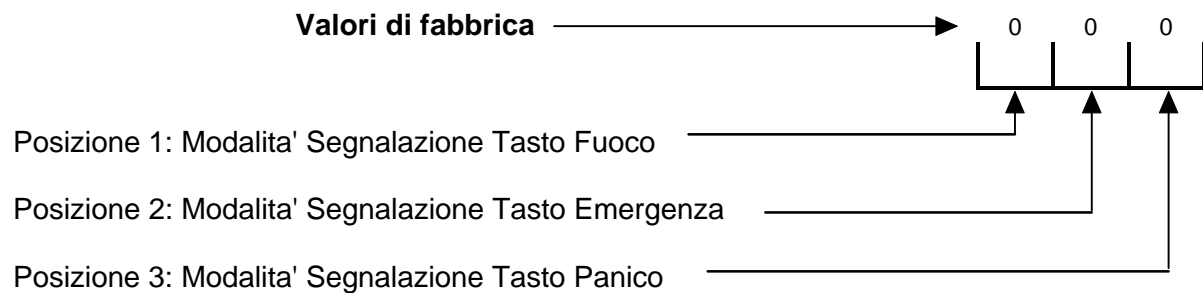 Valori di fabbrica 0 0 0
Posizione 1: Modalita' Segnalazione Tasto Fuoco
Posizione 2: Modalita' Segnalazione Tasto Emergenza
Posizione 3: Modalita' Segnalazione Tasto Panico